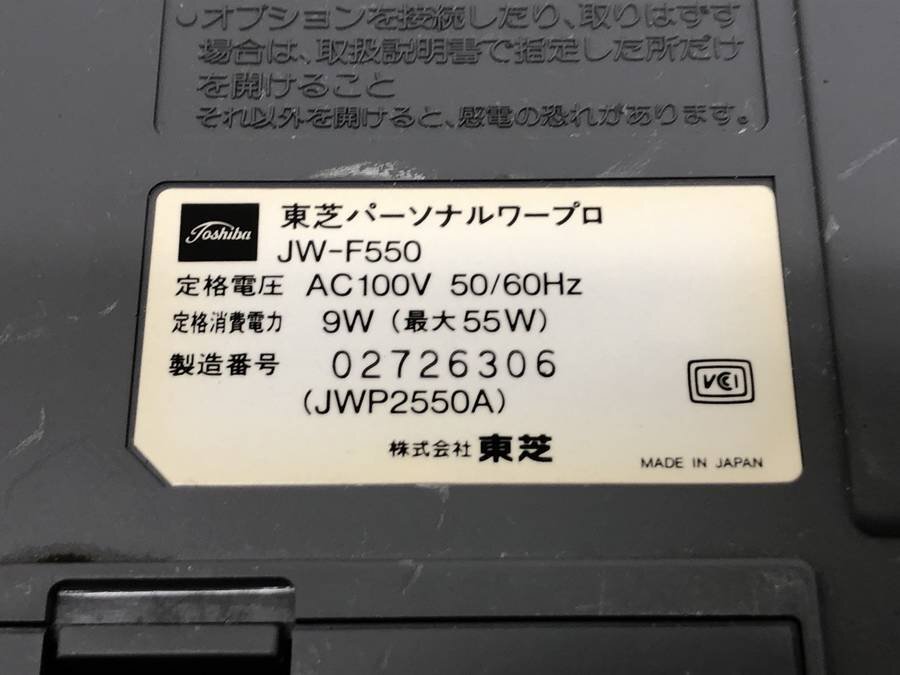 •オプションを接続したり、取りはずす
場合は、取扱説明書で指定した所だけ
を開けること
それ以外を開けると、感電の恐れがあります。
Toshiba
東芝パーソナルワープロ
JW-F550
定格電圧 AC100V 50/60Hz
定格消費電力 9W (最大55W)
製造番号 02726306
(JWP2550A)
VCCI
株式会社 東芝
MADE IN JAPAN